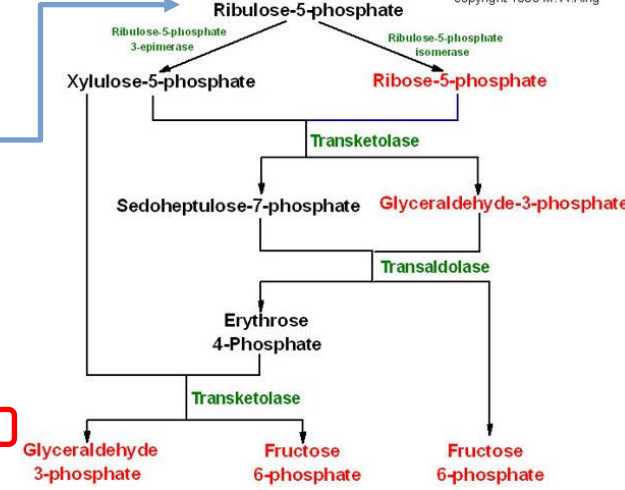 Ribulose-5-phosphate
Ribulose-5-phosphate
3-epimerase
Ribulose-5-phosphate
isomerase
Xylulose-5-phosphate
Ribose-5-phosphate
Transketolase
Sedoheptulose-7-phosphate
Glyceraldehyde-3-phosphate
Transaldolase
Erythrose
4-Phosphate
Transketolase
Glyceraldehyde
3-phosphate
Fructose
6-phosphate
Fructose
6-phosphate